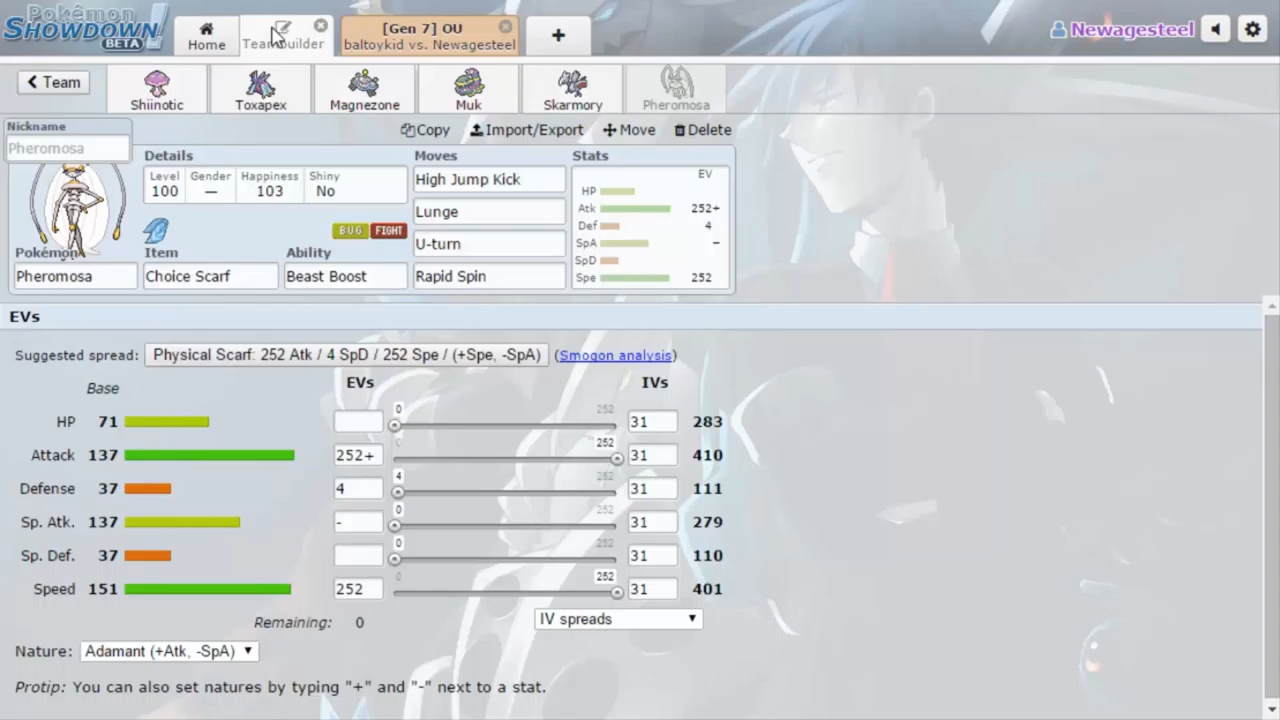 Pokémon
SHOWDOWN!
BETA
Home
Teambuilder
[Gen 7] OU
baltoykid vs. Newagesteel
+
Newagesteel
Team
Shiinotic
Toxapex
Magnezone
Muk
Skarmory
Pheromosa
Nickname
Pheromosa
Copy
Import/Export
Move
Delete
Details
Level
100
Gender
—
Happiness
103
Shiny
No
BUG FIGHT
Pokémon
Pheromosa
Item
Choice Scarf
Ability
Beast Boost
Moves
High Jump Kick
Lunge
U-turn
Rapid Spin
Stats
EV
HP
Atk 252+
Def 4
SpA –
SpD
Spe 252
EVs
Suggested spread: Physical Scarf: 252 Atk / 4 SpD / 252 Spe / (+Spe, -SpA) (Smogon analysis)
Base EVs IVs
HP 71 0 252 31 283
Attack 137 252+ 0 252 31 410
Defense 37 4 4 252 31 111
Sp. Atk. 137 - 0 252 31 279
Sp. Def. 37 0 252 31 110
Speed 151 252 0 252 31 401
Remaining: 0
IV spreads
Nature: Adamant (+Atk, -SpA)
Protip: You can also set natures by typing "+" and "-" next to a stat.